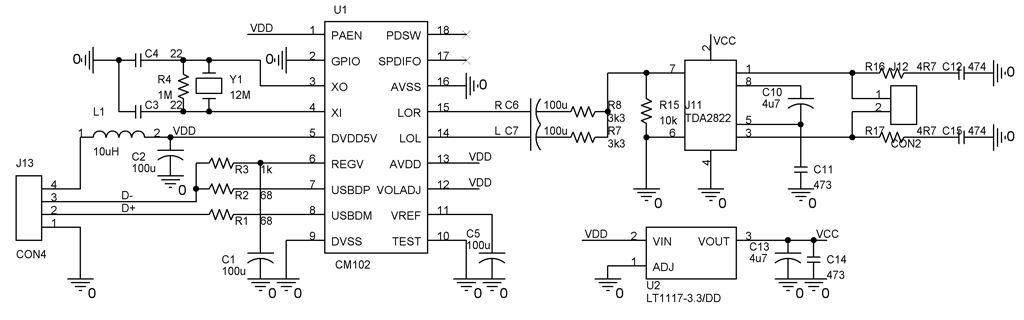 U1
VDD
1
PAEN
PDSW
18
2
GPIO
SPDIFO
17
3
XO
AVSS
16
4
XI
LOR
15
5
DVDD5V
LOL
14
6
REGV
AVDD
13
VDD
7
USBDP
VOLADJ
12
VDD
8
USBDM
VREF
11
9
DVSS
TEST
10
CM102
0
C4
22
0
R4
1M
Y1
12M
C3
22
L1
1
2
VDD
10uH
C2
100u
0
R3
1k
R2
68
R1
68
J13
4
3
2
1
D-
D+
CON4
0
C1
100u
0
0
0
C5
100u
0
0
R C6
100u
R8
3k3
L C7
100u
R7
3k3
R15
10k
0
7
6
J11
TDA2822
2
VCC
4
0
1
8
5
3
C10
4u7
C11
473
0
R16
J12
4R7
C12
474
0
1
2
CON2
R17
4R7
C15
474
0
VDD
2
VIN
VOUT
3
VCC
1
ADJ
0
U2
LT1117-3.3/DD
C13
4u7
0
C14
473
0